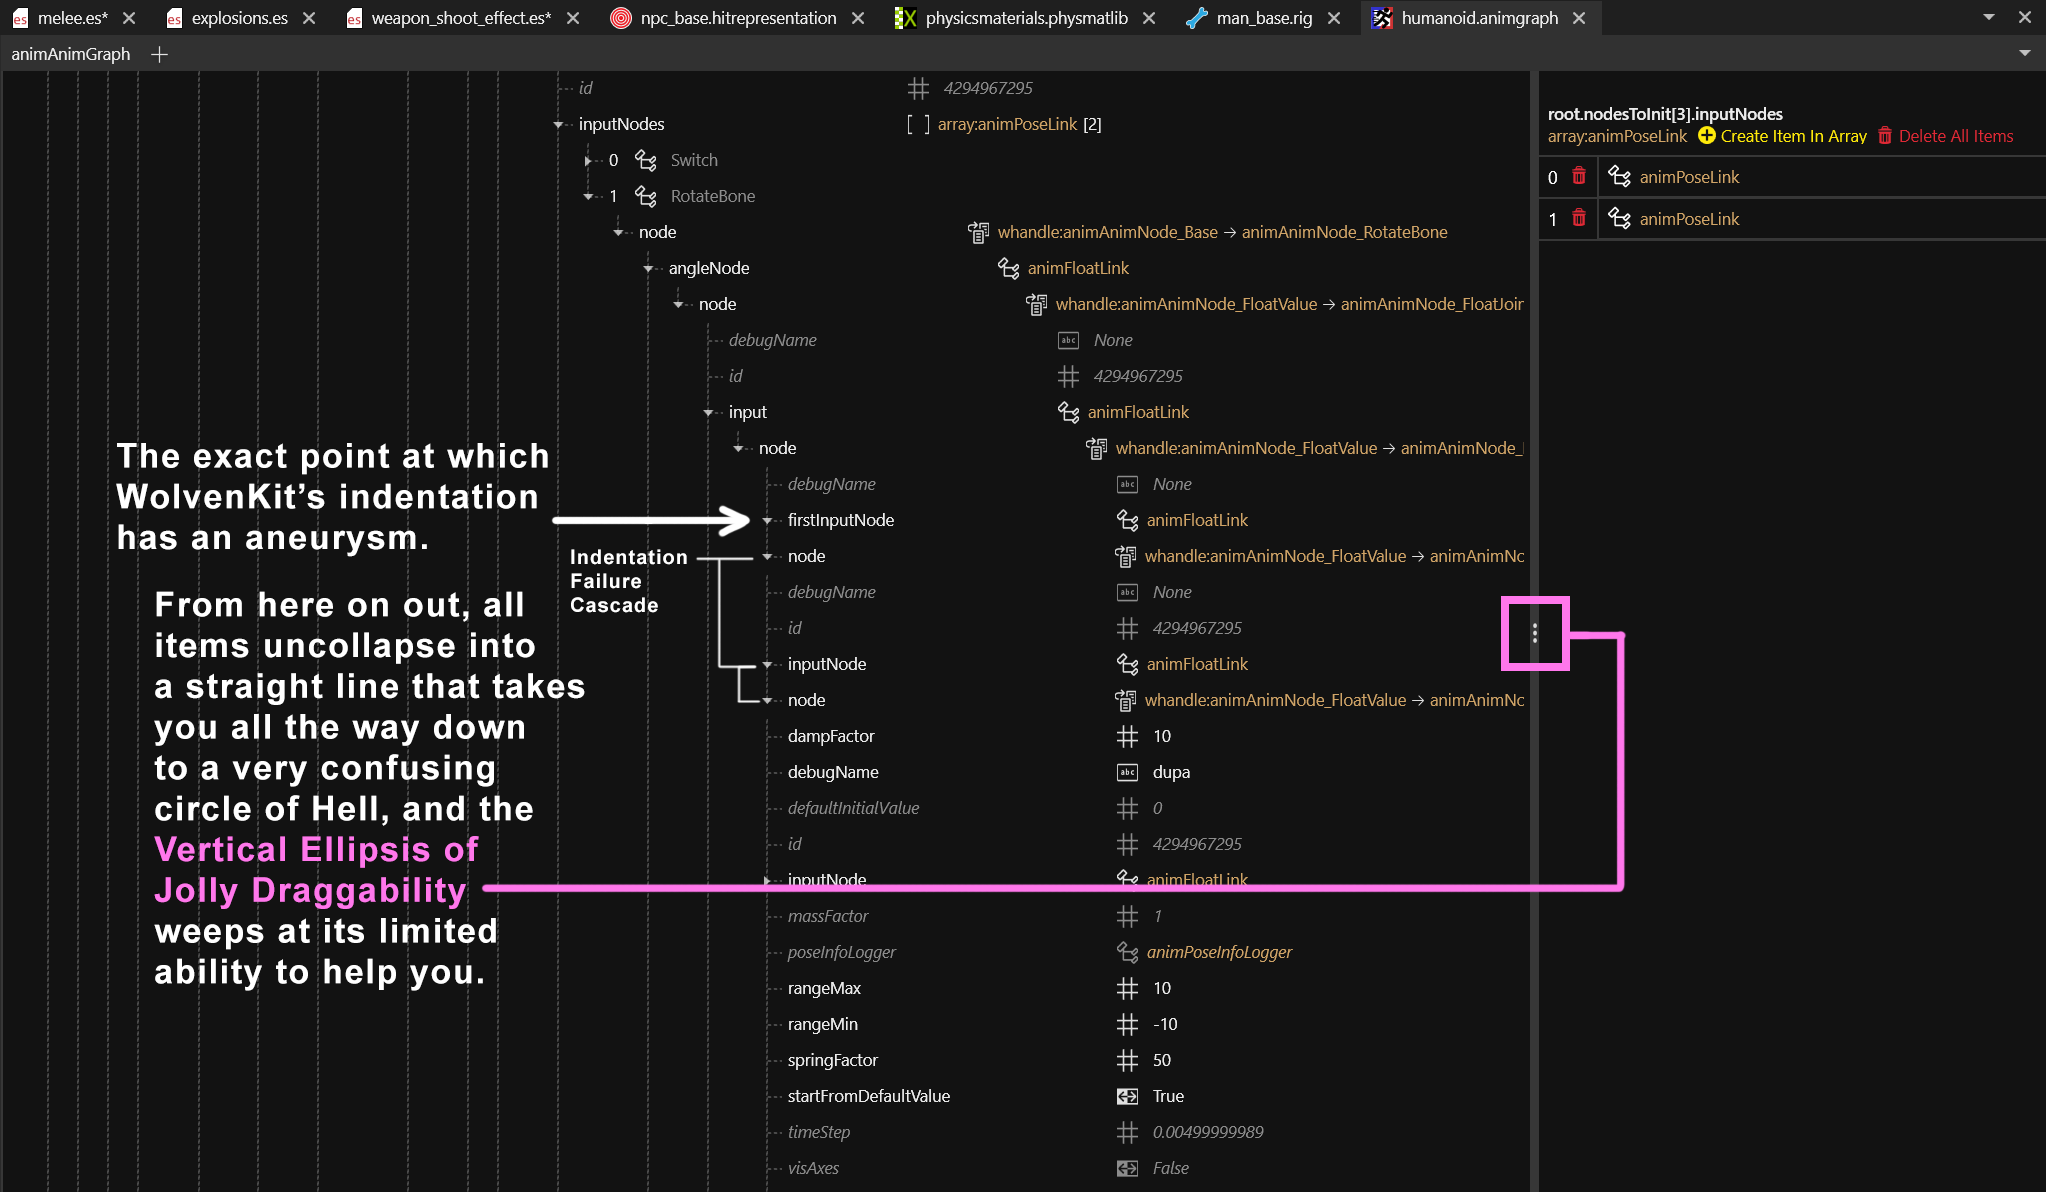 melee.es*
explosions.es
weapon_shoot_effect.es*
npc_base.hitrepresentation
physicsmaterials.physmatlib
man_base.rig
humanoid.animgraph
animAnimGraph
id 4294967295
inputNodes array:animPoseLink [2]
0 Switch
1 RotateBone
node whandle:animAnimNode_Base → animAnimNode_RotateBone
angleNode animFloatLink
node whandle:animAnimNode_FloatValue → animAnimNode_FloatJoin
debugName abc None
id 4294967295
input animFloatLink
node whandle:animAnimNode_FloatValue → animAnimNode_
debugName abc None
firstInputNode animFloatLink
node whandle:animAnimNode_FloatValue → animAnimNo
debugName abc None
id 4294967295
inputNode animFloatLink
node whandle:animAnimNode_FloatValue → animAnimNo
dampFactor 10
debugName abc dupa
defaultInitialValue 0
id 4294967295
inputNode animFloatLink
massFactor 1
poseInfoLogger animPoseInfoLogger
rangeMax 10
rangeMin -10
springFactor 50
startFromDefaultValue True
timeStep 0.00499999989
visAxes False
The exact point at which
WolvenKit’s indentation
has an aneurysm.
Indentation
Failure
Cascade
From here on out, all
items uncollapse into
a straight line that takes
you all the way down
to a very confusing
circle of Hell, and the
Vertical Ellipsis of
Jolly Draggability
weeps at its limited
ability to help you.
root.nodesToInit[3].inputNodes
array:animPoseLink Create Item In Array Delete All Items
0 animPoseLink
1 animPoseLink